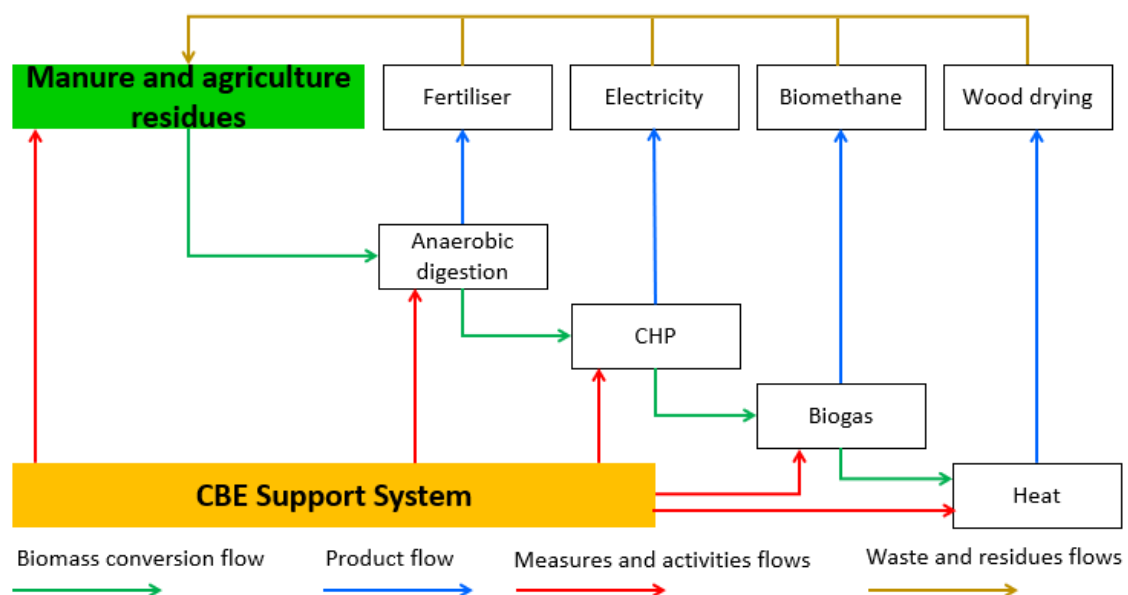 Manure and agriculture
residues
Fertiliser
Electricity
Biomethane
Wood drying
Anaerobic
digestion
CHP
Biogas
CBE Support System
Heat
Biomass conversion flow
Product flow
Measures and activities flows
Waste and residues flows